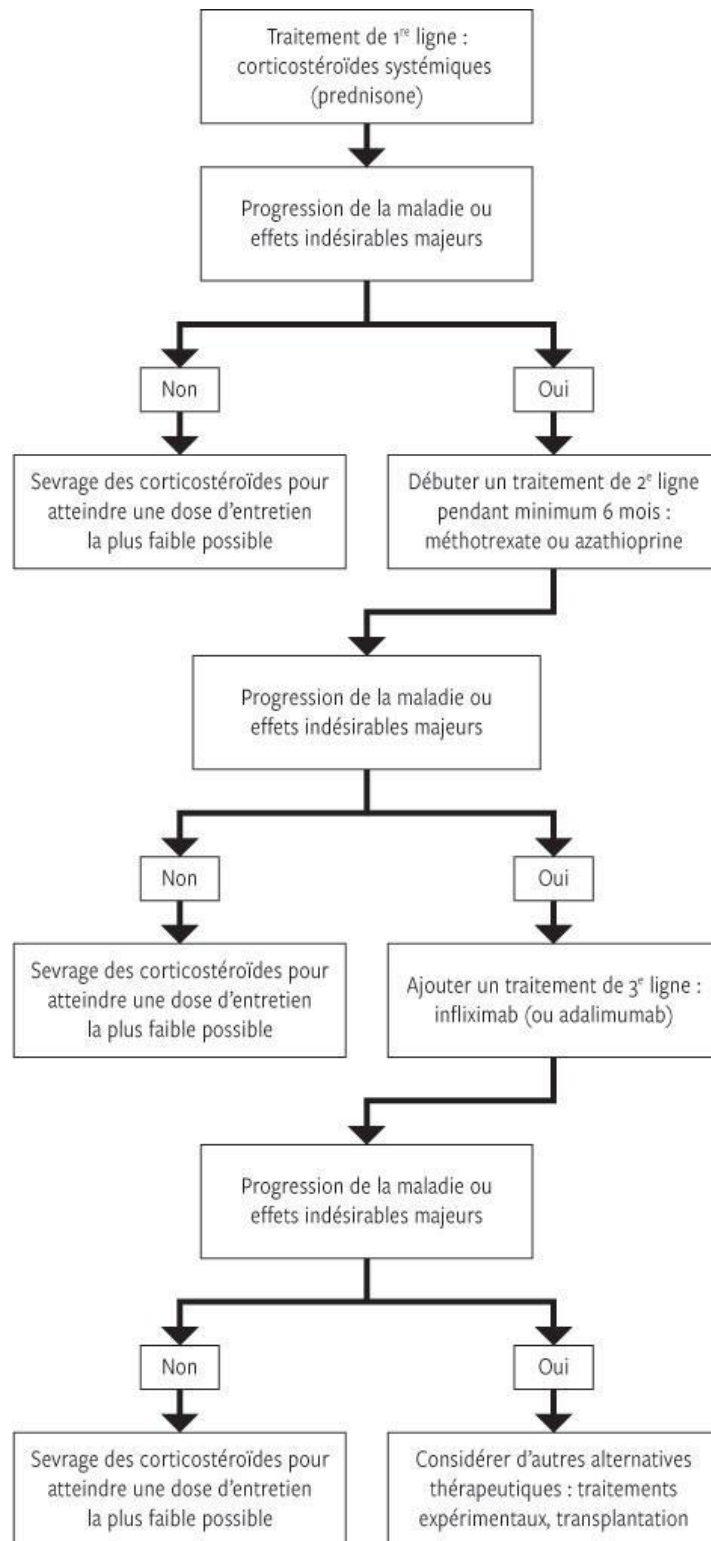 Traitement de 1re ligne :
corticostéroïdes systémiques
(prednisone)
Progression de la maladie ou
effets indésirables majeurs
Non
Oui
Sevrage des corticostéroïdes pour
atteindre une dose d'entretien
la plus faible possible
Débuter un traitement de 2e ligne
pendant minimum 6 mois :
méthotrexate ou azathioprine
Progression de la maladie ou
effets indésirables majeurs
Non
Oui
Sevrage des corticostéroïdes pour
atteindre une dose d'entretien
la plus faible possible
Ajouter un traitement de 3e ligne :
infliximab (ou adalimumab)
Progression de la maladie ou
effets indésirables majeurs
Non
Oui
Sevrage des corticostéroïdes pour
atteindre une dose d'entretien
la plus faible possible
Considérer d'autres alternatives
thérapeutiques : traitements
expérimentaux, transplantation